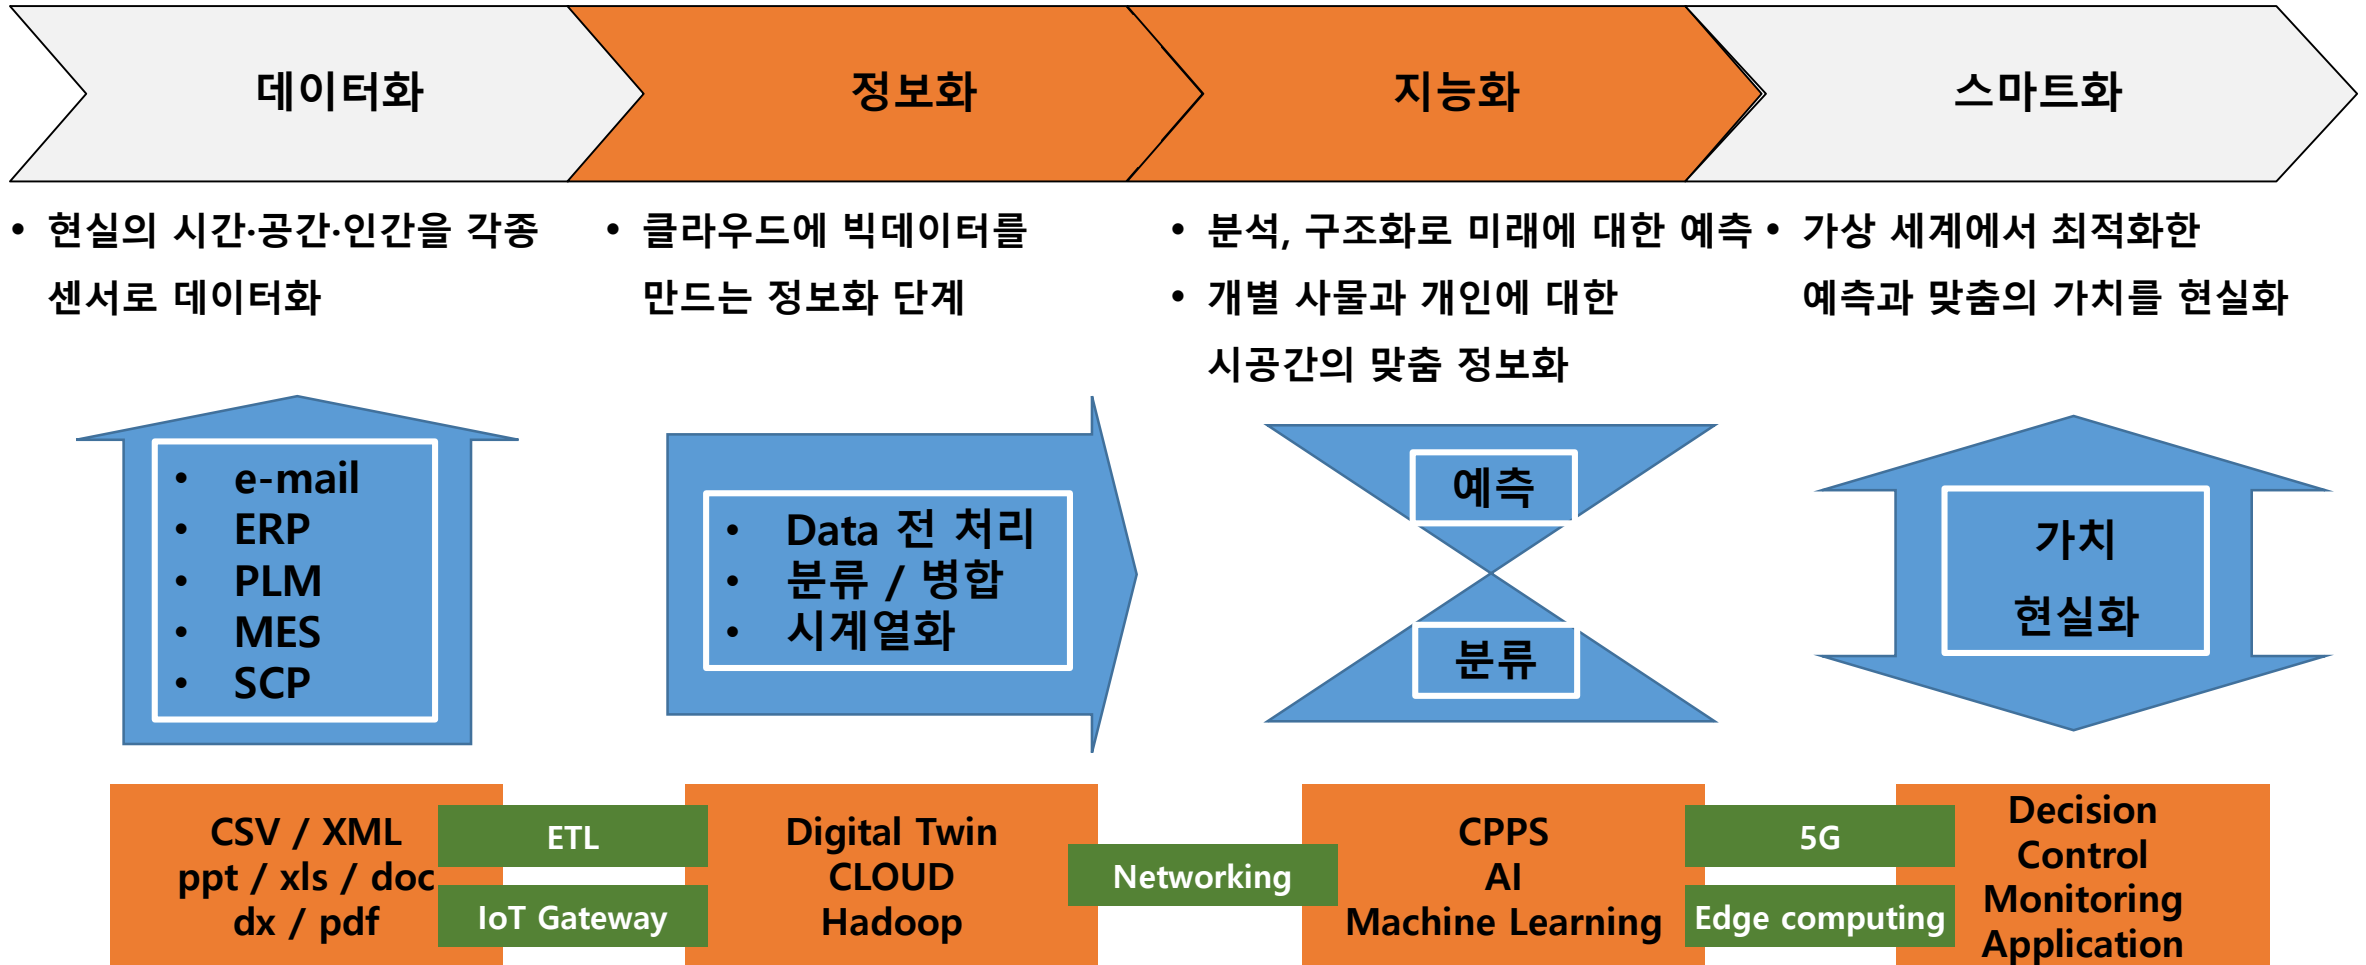 데이터화
정보화
지능화
스마트화
• 현실의 시간·공간·인간을 각종
센서로 데이터화
• 클라우드에 빅데이터를
만드는 정보화 단계
• 분석, 구조화로 미래에 대한 예측
• 개별 사물과 개인에 대한
시공간의 맞춤 정보화
• 가상 세계에서 최적화한
예측과 맞춤의 가치를 현실화
• e-mail
• ERP
• PLM
• MES
• SCP
• Data 전 처리
• 분류 / 병합
• 시계열화
예측
분류
가치
현실화
CSV / XML
ppt / xls / doc
dx / pdf
ETL
IoT Gateway
Digital Twin
CLOUD
Hadoop
Networking
CPPS
AI
Machine Learning
5G
Edge computing
Decision
Control
Monitoring
Application